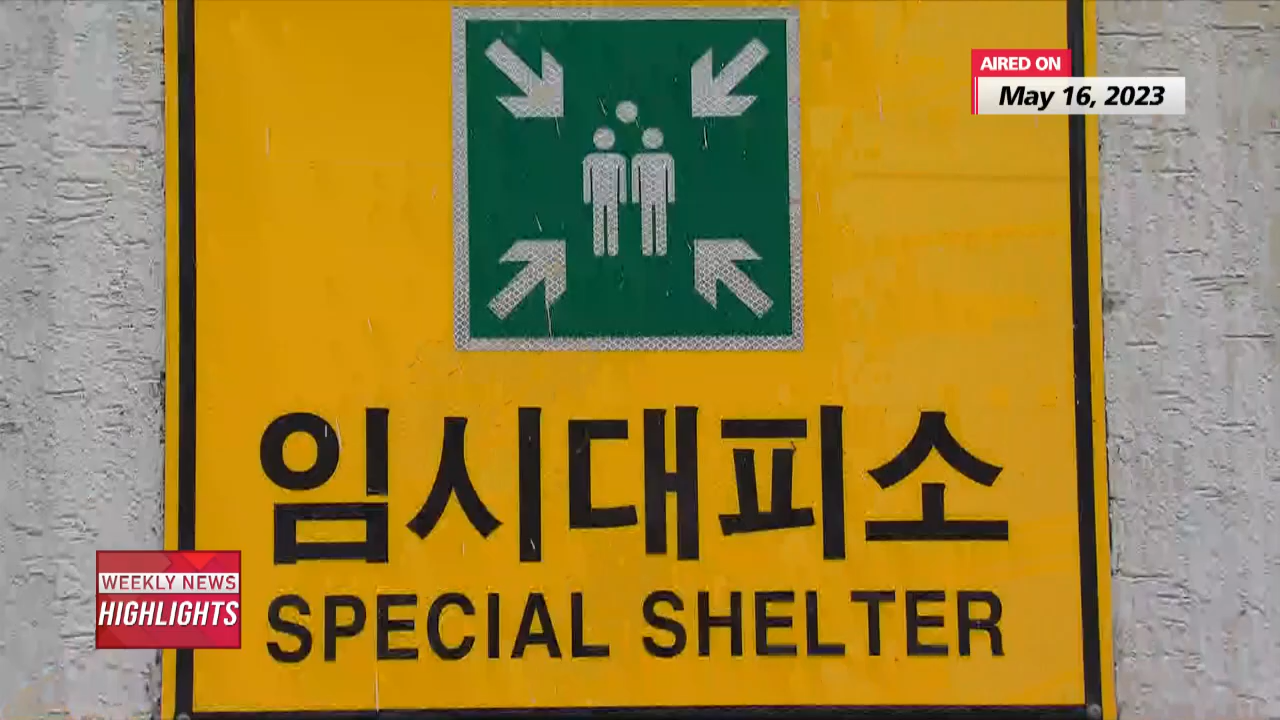 AIRED ON
May 16, 2023
임시대피소
SPECIAL SHELTER
WEEKLY NEWS
HIGHLIGHTS